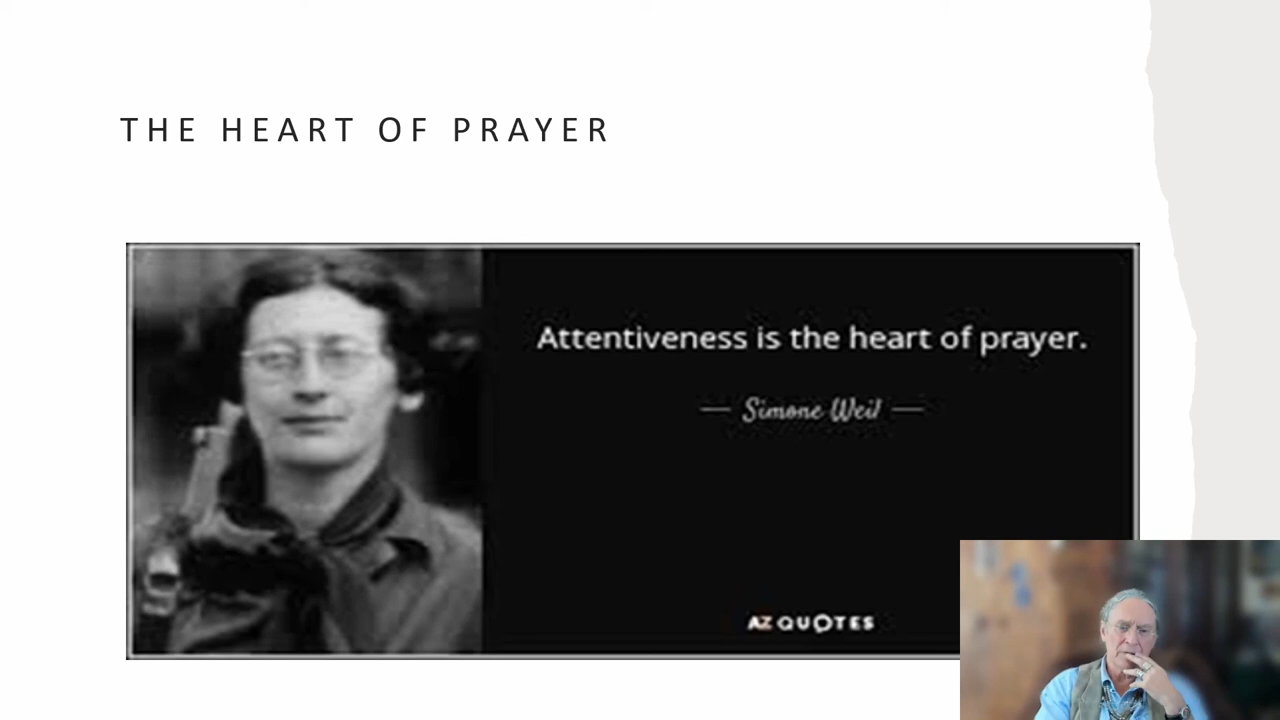 THE HEART OF PRAYER
Attentiveness is the heart of prayer.
— Simone Weil —
AZ QUOTES